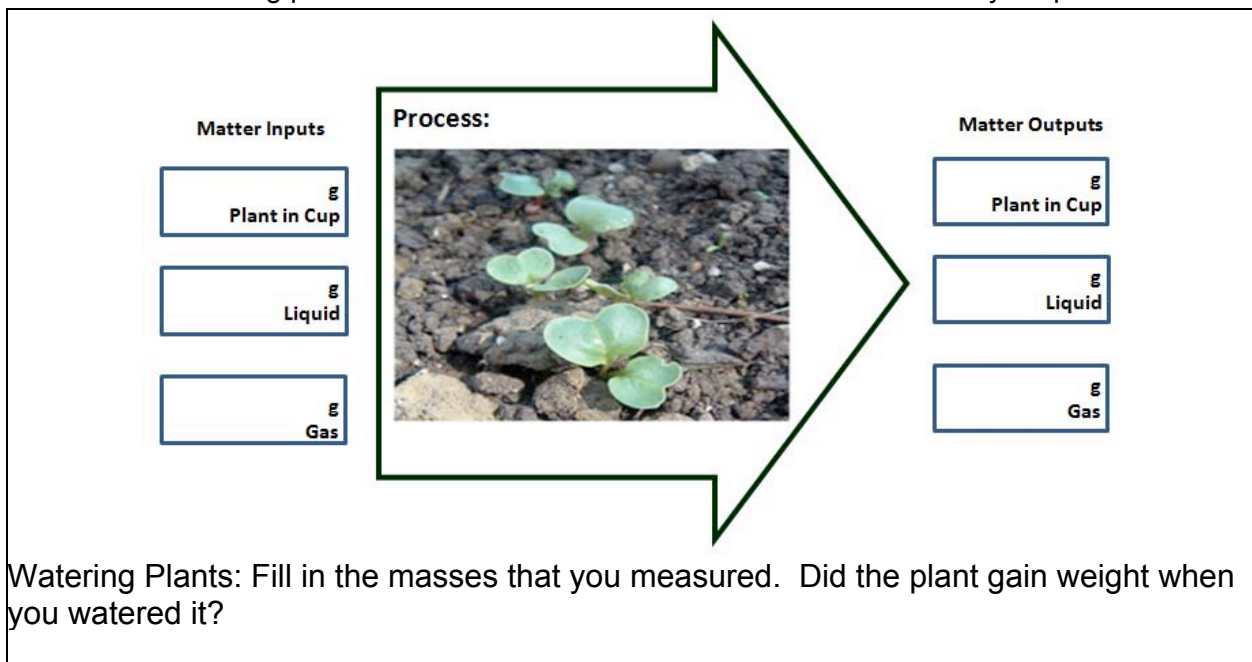 Matter Inputs
g
Plant in Cup
g
Liquid
g
Gas
Process:
Matter Outputs
g
Plant in Cup
g
Liquid
g
Gas
Watering Plants: Fill in the masses that you measured.  Did the plant gain weight when
you watered it?